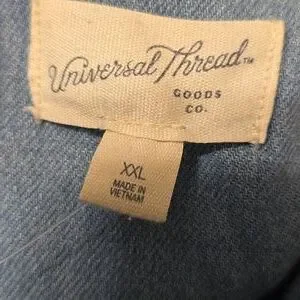 Universal Thread™
GOODS
CO.
XXL
MADE IN
VIETNAM